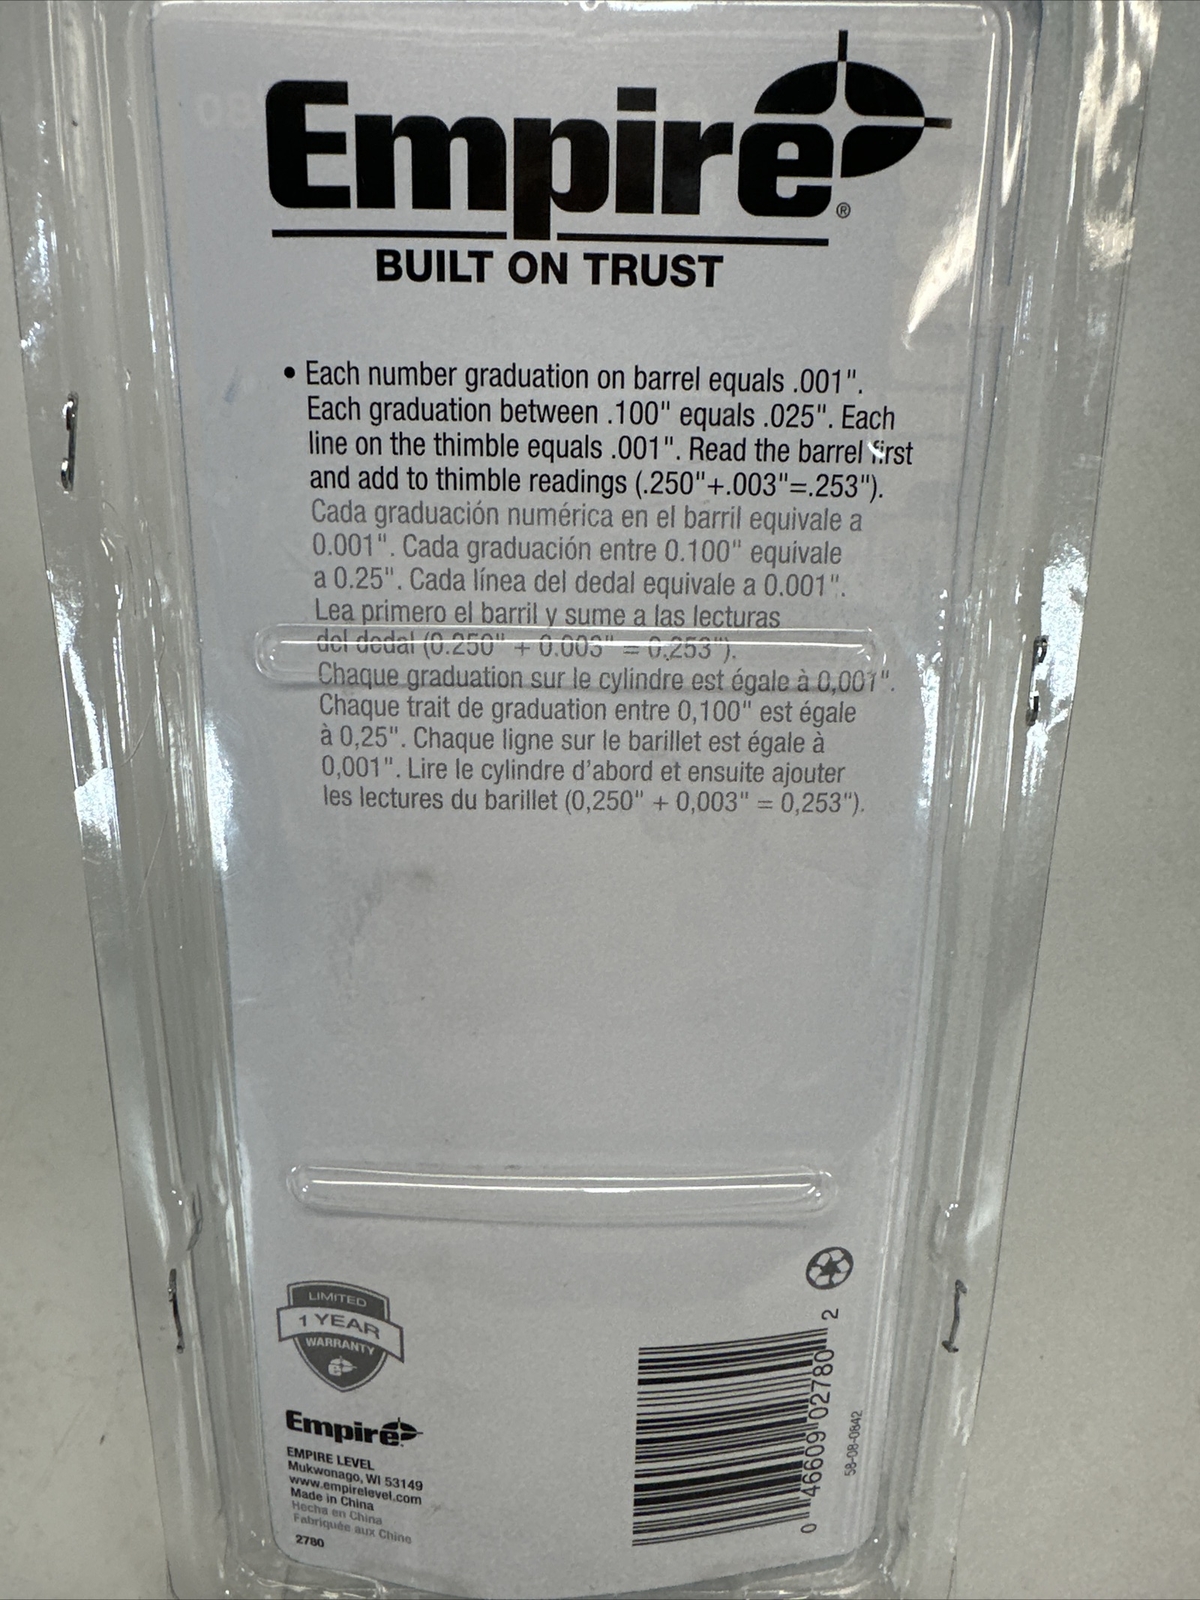 Empire®
BUILT ON TRUST
• Each number graduation on barrel equals .001".
Each graduation between .100" equals .025". Each
line on the thimble equals .001". Read the barrel first
and add to thimble readings (.250"+.003"=.253").
Cada graduación numérica en el barril equivale a
0.001". Cada graduación entre 0.100" equivale
a 0.25". Cada línea del dedal equivale a 0.001".
Lea primero el barril y sume a las lecturas
del dedal (0.250" + 0.003" = 0.253").
Chaque graduation sur le cylindre est égale à 0,001".
Chaque trait de graduation entre 0,100" est égale
à 0,25". Chaque ligne sur le barillet est égale à
0,001". Lire le cylindre d'abord et ensuite ajouter
les lectures du barillet (0,250" + 0,003" = 0,253").
LIMITED
1 YEAR
WARRANTY
e
Empire
EMPIRE LEVEL
Mukwonago, WI 53149
www.empirelevel.com
Made in China
Hecha en China
Fabriquée aux Chine
2780
0 46609 02780 2
58-08-0842